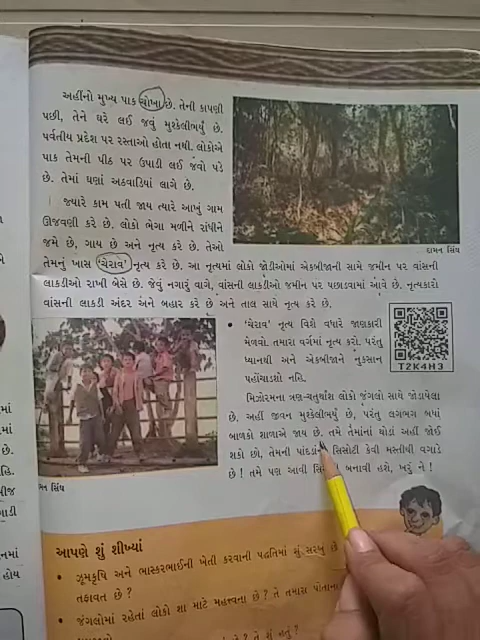 અહીંનો મુખ્ય પાક ચોખા છે. તેની કાપણી
પછી, તેને ઘરે લઈ જવું મુશ્કેલીભર્યું છે.
પર્વતીય પ્રદેશ પર રસ્તાઓ હોતા નથી. લોકોએ
પાક તેમની પીઠ પર ઉપાડી લઈ જવો પડે
છે. તેમાં ઘણાં અઠવાડિયાં લાગે છે.
જ્યારે કામ પતી જાય ત્યારે આખું ગામ
ઊજવણી કરે છે. લોકો ભેગા મળીને રાંધીને
જમે છે, ગાય છે અને નૃત્ય કરે છે. તેઓ
તેમનું ખાસ 'ચેરાવ' નૃત્ય કરે છે. આ નૃત્યમાં લોકો જોડીઓમાં એકબીજાની સામે જમીન પર વાંસની
લાકડીઓ રાખી બેસે છે. જેવું નગારું વાગે, વાંસની લાકડીઓ જમીન પર પછાડવામાં આવે છે. નૃત્યકારો
વાંસની લાકડી અંદર અને બહાર કરે છે અને તાલ સાથે નૃત્ય કરે છે.
દામન સિંઘ
• 'ચેરાવ' નૃત્ય વિશે વધારે જાણકારી
મેળવો. તમારા વર્ગમાં નૃત્ય કરો. પરંતુ
ધ્યાનથી અને એકબીજાને નુકસાન
પહોંચાડશો નહિ.
T2K4H3
મિઝોરમના ત્રણ-ચતુર્થાંશ લોકો જંગલો સાથે જોડાયેલા
છે. અહીં જીવન મુશ્કેલીભર્યું છે, પરંતુ લગભગ બધાં
બાળકો શાળાએ જાય છે. તમે તેમાંનાં થોડાં અહીં જોઈ
શકો છો, તેમની પાંદડાંની સિસોટી કેવી મસ્તીથી વગાડે
છે! તમે પણ આવી બનાવી હશે, ખરું ને!
મન સિંઘ
આપણે શું શીખ્યાં
• ઝૂમકૃષિ અને ભાસ્કરભાઈની ખેતી કરવાની પદ્ધતિમાં શું સરખું છે
તફાવત છે?
• જંગલોમાં રહેતાં લોકો શા માટે મહત્ત્વના છે? તે તમારા પોતાના